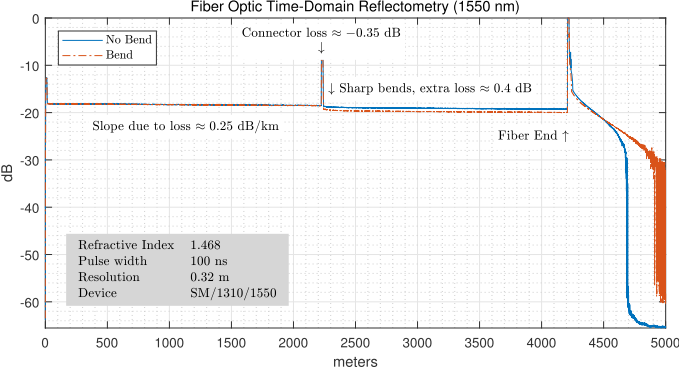 Fiber Optic Time-Domain Reflectometry (1550 nm)
No Bend
Bend
Connector loss ≈ −0.35 dB
↓
↓ Sharp bends, extra loss ≈ 0.4 dB
Slope due to loss ≈ 0.25 dB/km
Fiber End ↑
Refractive Index 1.468
Pulse width 100 ns
Resolution 0.32 m
Device SM/1310/1550
dB
0
-10
-20
-30
-40
-50
-60
0 500 1000 1500 2000 2500 3000 3500 4000 4500 5000
meters